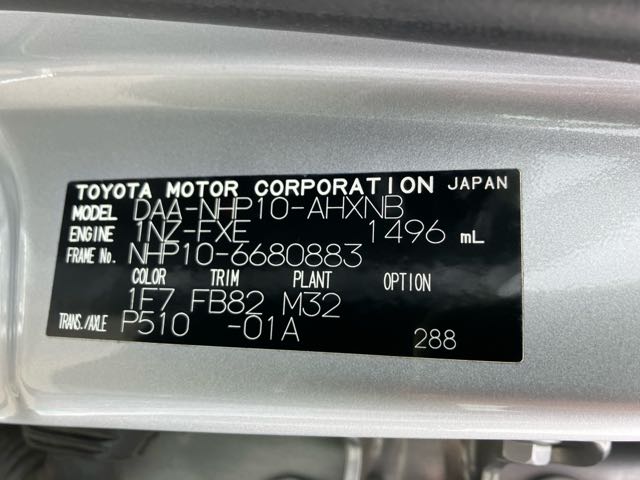 TOYOTA MOTOR CORPORATION JAPAN
MODEL DAA-NHP10-AHXNB
ENGINE 1NZ-FXE 1496 mL
FRAME No. NHP10-6680883
COLOR TRIM PLANT OPTION
1F7 FB82 M32
TRANS./AXLE P510 -01A 288